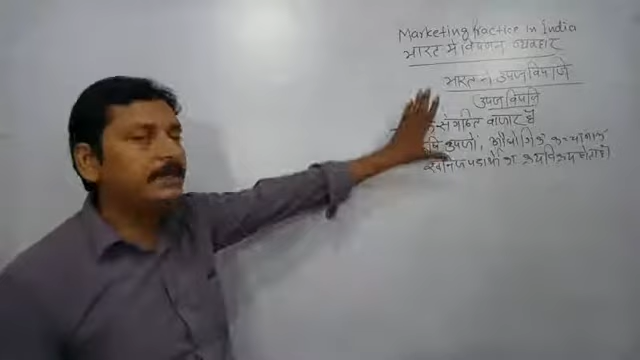 Marketing Practice in India
भारत मे विपणन व्यवहार
भारत मे उपज विपणि
उपज विपणि
संगठित बाजार है
उपजों, औद्योगिक कच्चामाल
खनिज पदार्थो क्रय विक्रय होता है।